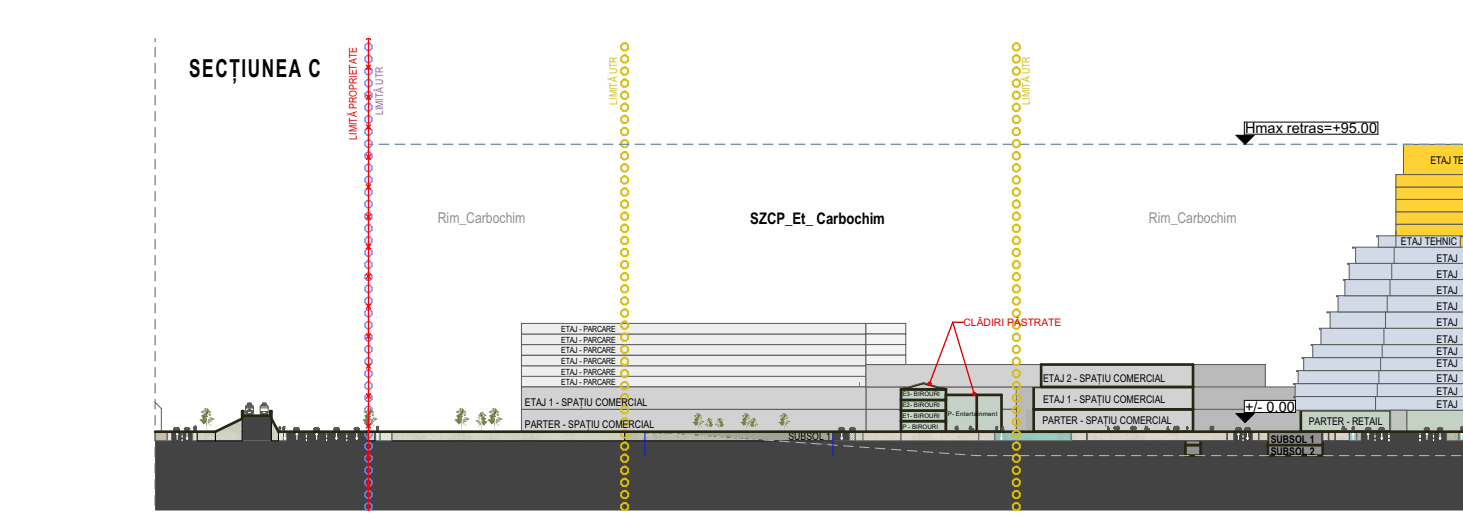 SECȚIUNEA C
LIMITĂ PROPRIETATE
LIMITĂ UTR
LIMITĂ UTR
LIMITĂ UTR
Hmax retras=+95.00
ETAJ TE
Rim_Carbochim
SZCP_Et_ Carbochim
Rim_Carbochim
ETAJ TEHNIC
ETAJ
ETAJ
ETAJ
ETAJ
ETAJ
ETAJ
ETAJ
ETAJ
ETAJ
ETAJ
CLĂDIRI PĂSTRATE
ETAJ - PARCARE
ETAJ - PARCARE
ETAJ - PARCARE
ETAJ - PARCARE
ETAJ - PARCARE
ETAJ - PARCARE
ETAJ 1 - SPAȚIU COMERCIAL
PARTER - SPAȚIU COMERCIAL
E3- BIROURI
E2- BIROURI
E1- BIROURI
P - BIROURI
P- Entertainment
ETAJ 2 - SPAȚIU COMERCIAL
ETAJ 1 - SPAȚIU COMERCIAL
PARTER - SPAȚIU COMERCIAL
+/- 0.00
PARTER - RETAIL
SUBSOL 1
SUBSOL 1
SUBSOL 2